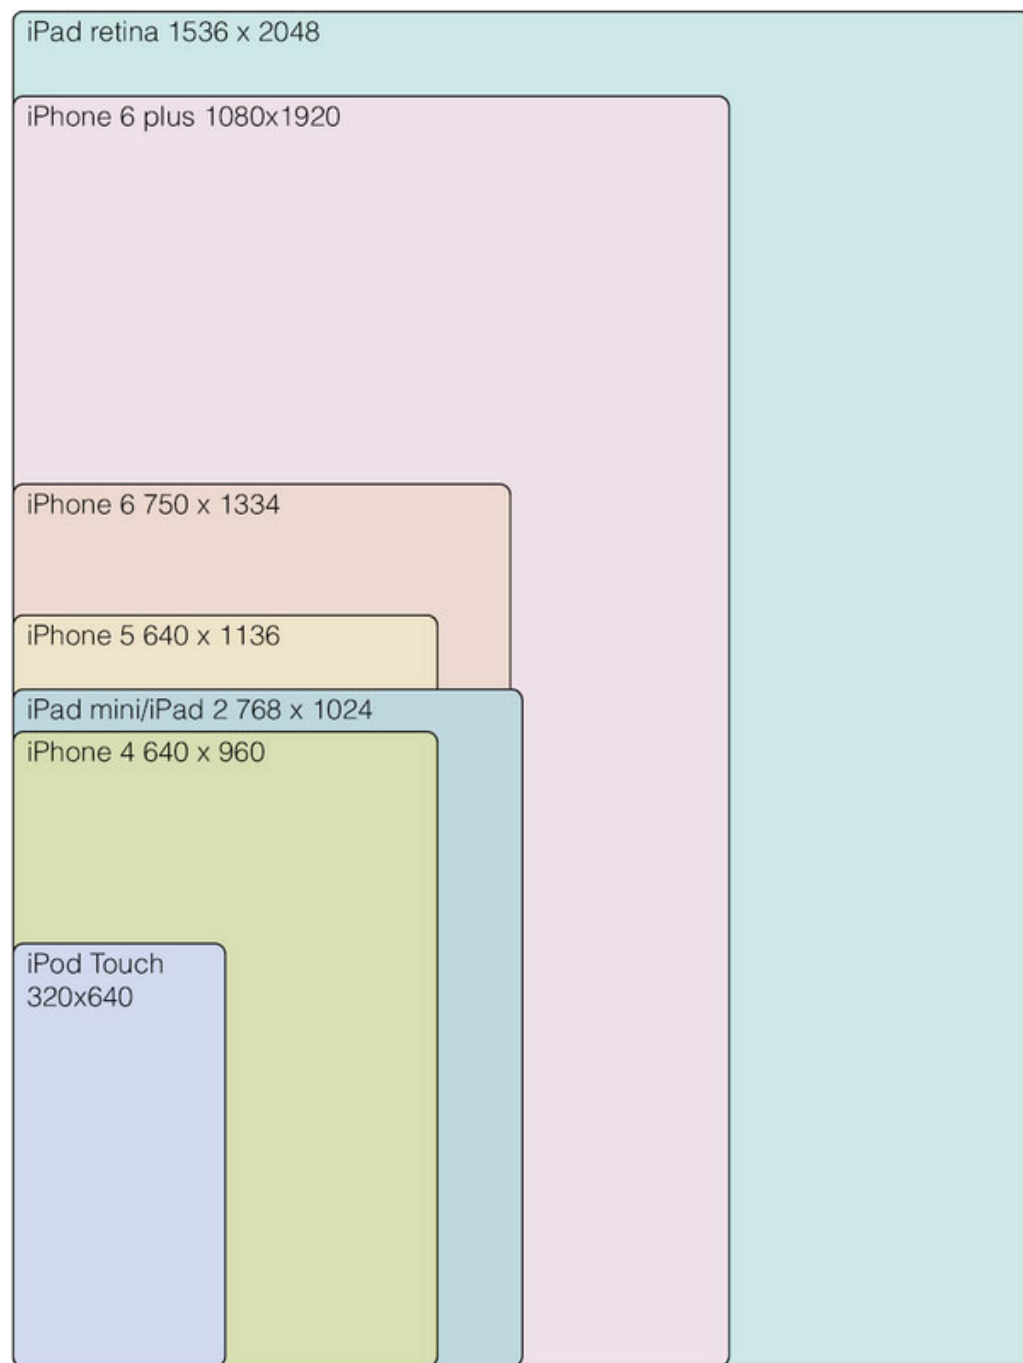 iPad retina 1536 x 2048
iPhone 6 plus 1080x1920
iPhone 6 750 x 1334
iPhone 5 640 x 1136
iPad mini/iPad 2 768 x 1024
iPhone 4 640 x 960
iPod Touch
320x640